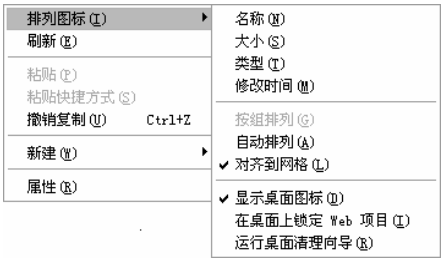 排列图标(I)
刷新(E)
粘贴(P)
粘贴快捷方式(S)
撤销复制(U) Ctrl+Z
新建(W)
属性(R)
名称(N)
大小(S)
类型(T)
修改时间(M)
按组排列(G)
自动排列(A)
对齐到网格(L)
显示桌面图标(D)
在桌面上锁定 Web 项目(I)
运行桌面清理向导(R)